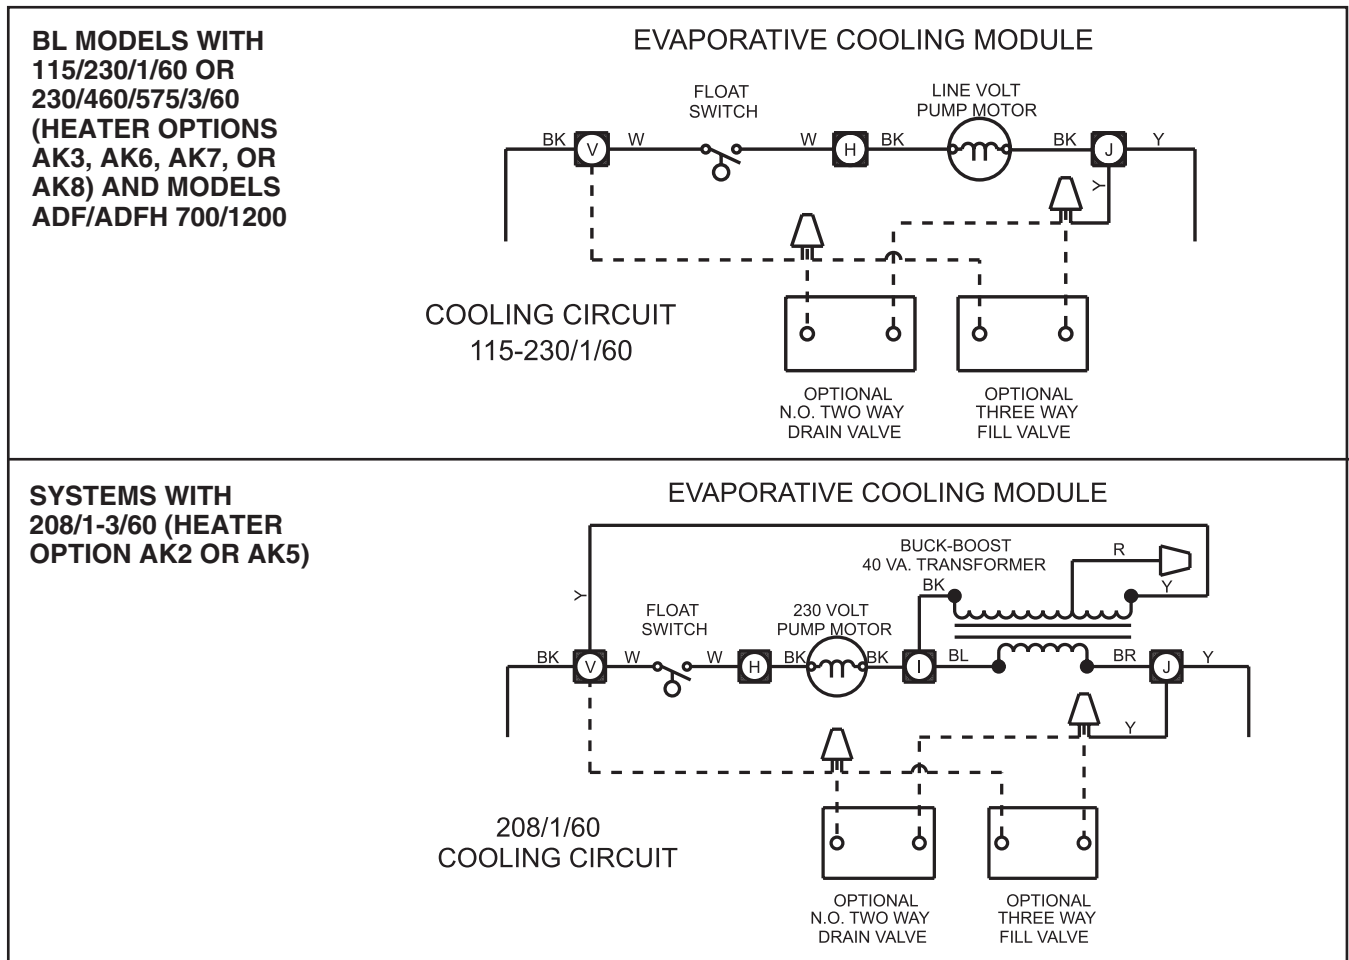 BL MODELS WITH
115/230/1/60 OR
230/460/575/3/60
(HEATER OPTIONS
AK3, AK6, AK7, OR
AK8) AND MODELS
ADF/ADFH 700/1200
EVAPORATIVE COOLING MODULE
FLOAT
SWITCH
LINE VOLT
PUMP MOTOR
BK V W W H BK BK J Y
Y
COOLING CIRCUIT
115-230/1/60
OPTIONAL
N.O. TWO WAY
DRAIN VALVE
OPTIONAL
THREE WAY
FILL VALVE
SYSTEMS WITH
208/1-3/60 (HEATER
OPTION AK2 OR AK5)
EVAPORATIVE COOLING MODULE
BUCK-BOOST
40 VA. TRANSFORMER
R
BK
Y
Y
FLOAT
SWITCH
230 VOLT
PUMP MOTOR
BK V W W H BK BK I BL BR J Y
Y
208/1/60
COOLING CIRCUIT
OPTIONAL
N.O. TWO WAY
DRAIN VALVE
OPTIONAL
THREE WAY
FILL VALVE